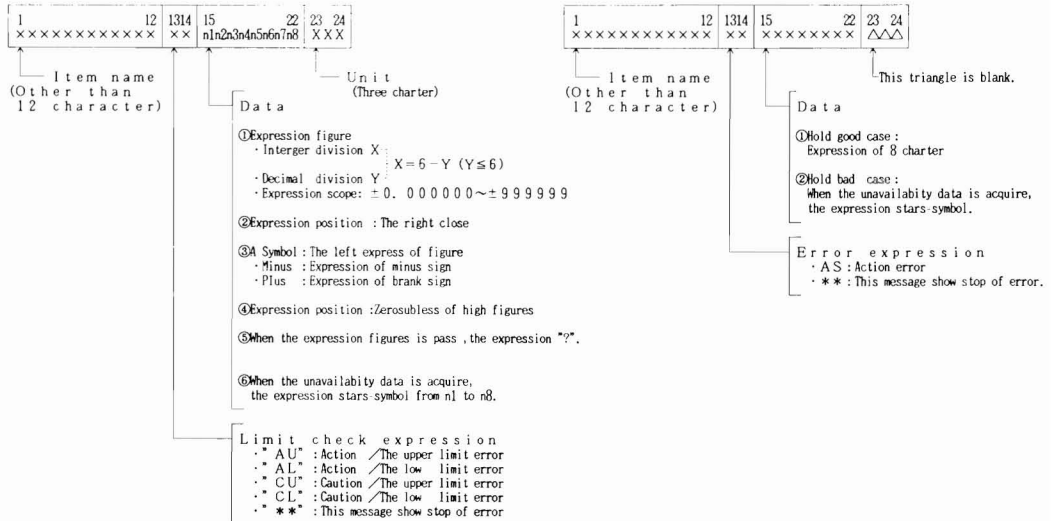 1 12 1314 15 22 23 24
×××××××××××× ×× n1n2n3n4n5n6n7n8 XXX
Item name
(Other than
12 character)
Unit
(Three charter)
Data
①Expression figure
・Interger division X
X=6-Y (Y≦6)
・Decimal division Y
・Expression scope: ±0. 000000~±999999
②Expression position : The right close
③A Symbol : The left express of figure
・Minus : Expression of minus sign
・Plus : Expression of brank sign
④Expression position :Zerosubless of high figures
⑤When the expression figures is pass , the expression "?".
⑥When the unavailabity data is acquire,
the expression stars-symbol from n1 to n8.
Limit check expression
・"AU" : Action /The upper limit error
・"AL" : Action /The low limit error
・"CU" : Caution /The upper limit error
・"CL" : Caution /The low limit error
・"**" : This message show stop of error
1 12 1314 15 22 23 24
×××××××××××× ×× ×××××××× △△△
Item name
(Other than
12 character)
This triangle is blank.
Data
①Hold good case :
Expression of 8 charter
②Hold bad case :
When the unavailabity data is acquire,
the expression stars-symbol.
Error expression
・AS : Action error
・** : This message show stop of error.